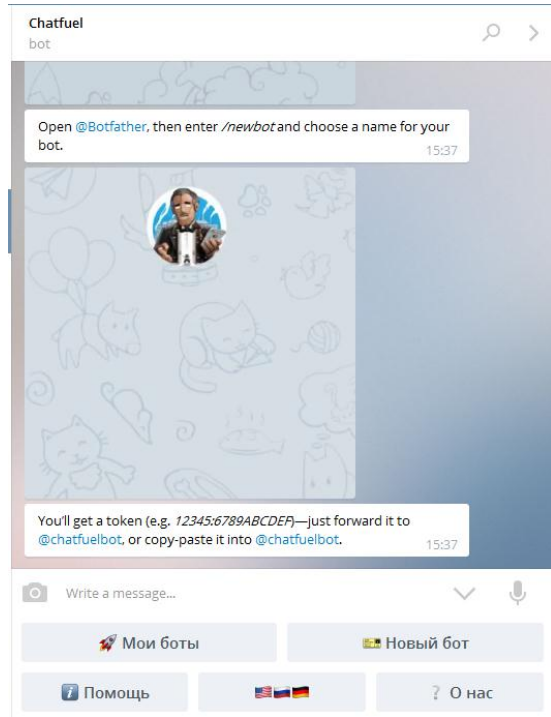 Chatfuel
bot
Open @Botfather, then enter /newbot and choose a name for your
bot.
15:37
You'll get a token (e.g. 12345:6789ABCDEF)—just forward it to
@chatfuelbot, or copy-paste it into @chatfuelbot.
15:37
Write a message...
🚀 Мои боты
🎫 Новый бот
ℹ️ Помощь
🇺🇸🇷🇺🇩🇪
❔ О нас